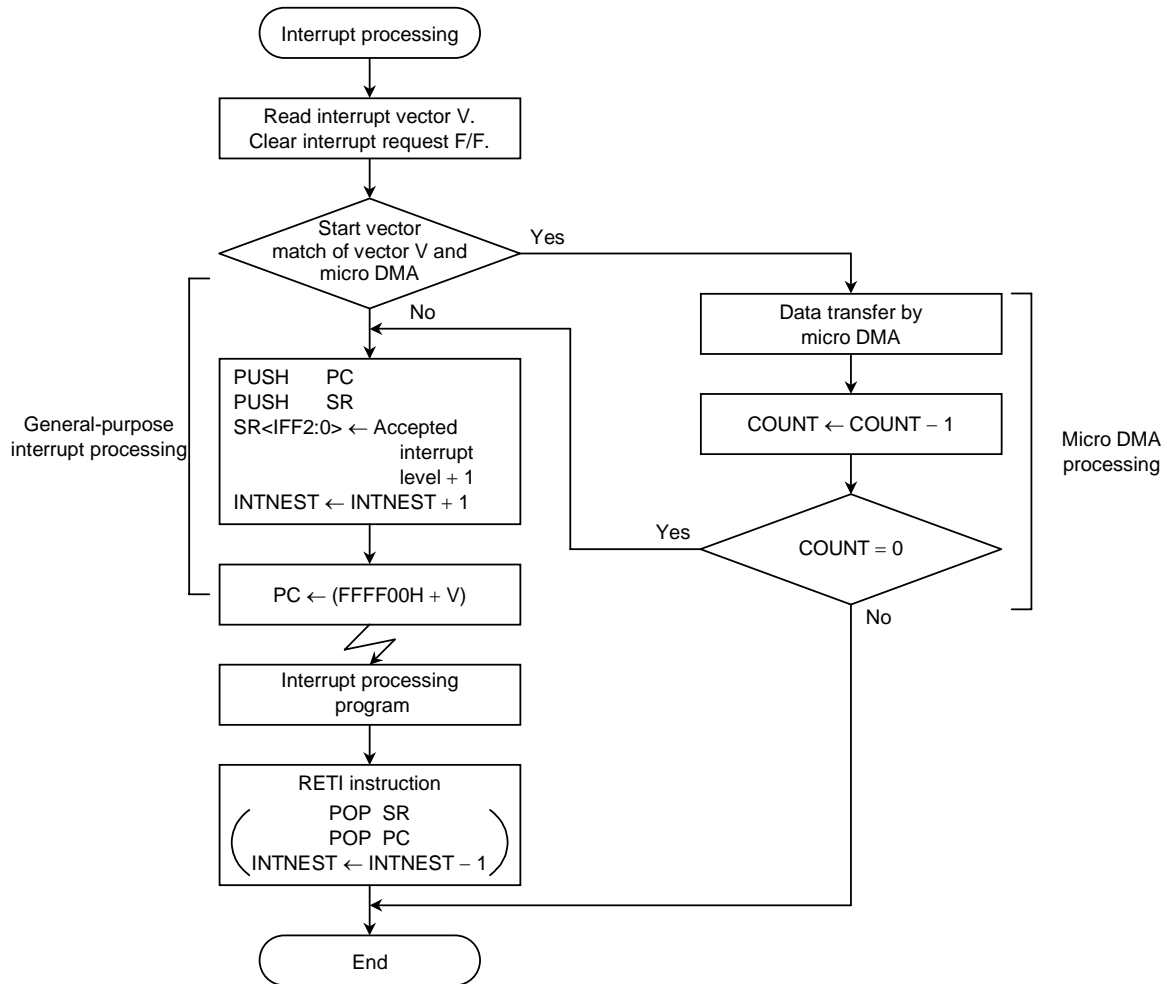 Interrupt processing
Read interrupt vector V.
Clear interrupt request F/F.
Start vector
match of vector V and
micro DMA
Yes
No
General-purpose
interrupt processing
PUSH PC
PUSH SR
SR<IFF2:0> ← Accepted
interrupt
level + 1
INTNEST ← INTNEST + 1
PC ← (FFFF00H + V)
Interrupt processing
program
RETI instruction
POP SR
POP PC
INTNEST ← INTNEST − 1
End
Data transfer by
micro DMA
COUNT ← COUNT − 1
Micro DMA
processing
Yes
COUNT = 0
No